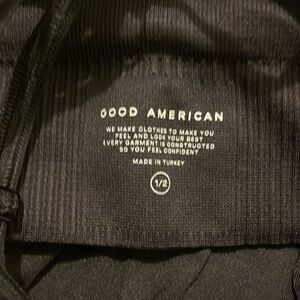 GOOD AMERICAN
WE MAKE CLOTHES TO MAKE YOU
FEEL AND LOOK YOUR BEST
EVERY GARMENT IS CONSTRUCTED
SO YOU FEEL CONFIDENT
MADE IN TURKEY
1/2